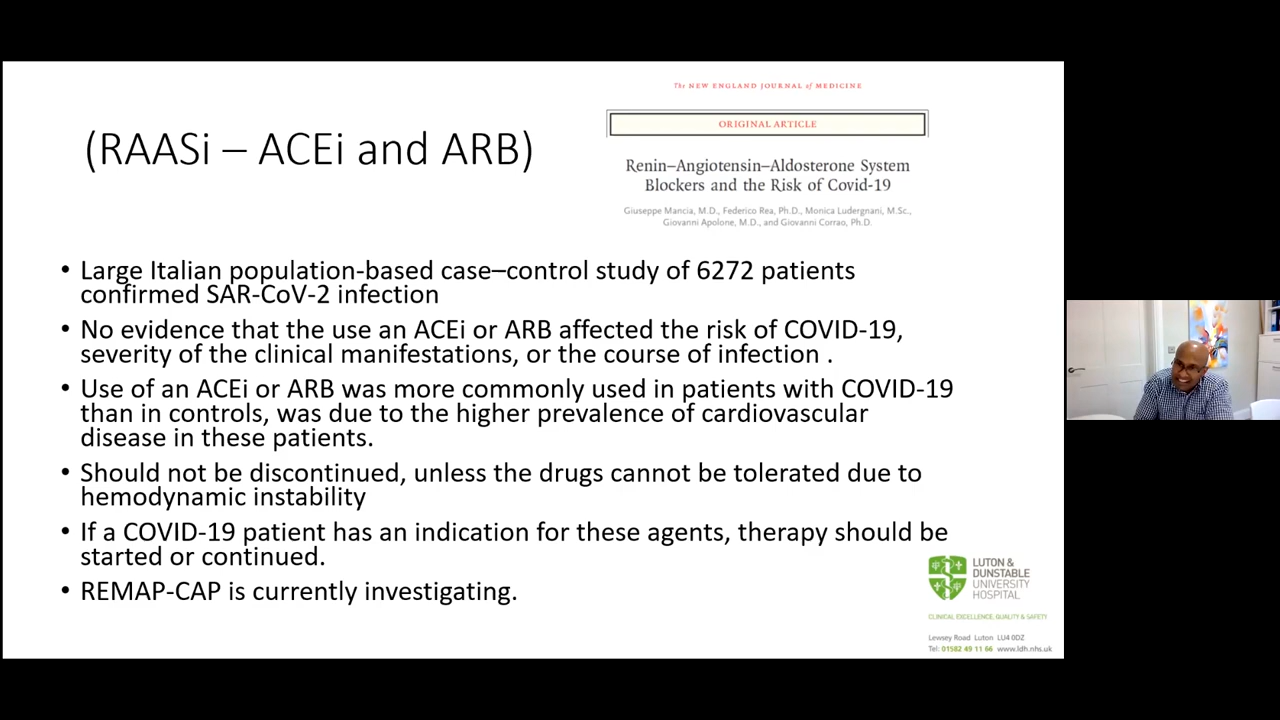 (RAASi – ACEi and ARB)
The NEW ENGLAND JOURNAL of MEDICINE
ORIGINAL ARTICLE
Renin–Angiotensin–Aldosterone System
Blockers and the Risk of Covid-19
Giuseppe Mancia, M.D., Federico Rea, Ph.D., Monica Ludergnani, M.Sc.,
Giovanni Apolone, M.D., and Giovanni Corrao, Ph.D.
• Large Italian population-based case–control study of 6272 patients
confirmed SAR-CoV-2 infection
• No evidence that the use an ACEi or ARB affected the risk of COVID-19,
severity of the clinical manifestations, or the course of infection .
• Use of an ACEi or ARB was more commonly used in patients with COVID-19
than in controls, was due to the higher prevalence of cardiovascular
disease in these patients.
• Should not be discontinued, unless the drugs cannot be tolerated due to
hemodynamic instability
• If a COVID-19 patient has an indication for these agents, therapy should be
started or continued.
• REMAP-CAP is currently investigating.
LUTON &
DUNSTABLE
UNIVERSITY
HOSPITAL
CLINICAL EXCELLENCE, QUALITY & SAFETY
Lewsey Road Luton LU4 0DZ
Tel: 01582 49 11 66 www.ldh.nhs.uk